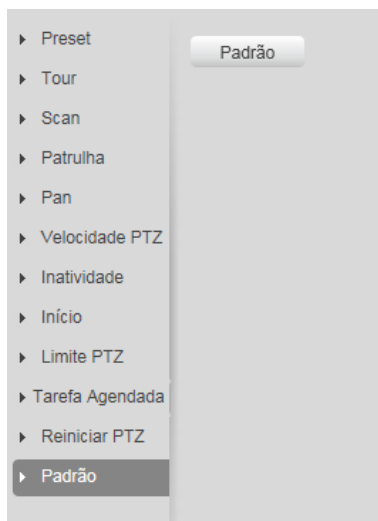 Preset
Tour
Scan
Patrulha
Pan
Velocidade PTZ
Inatividade
Início
Limite PTZ
Tarefa Agendada
Reiniciar PTZ
Padrão
Padrão